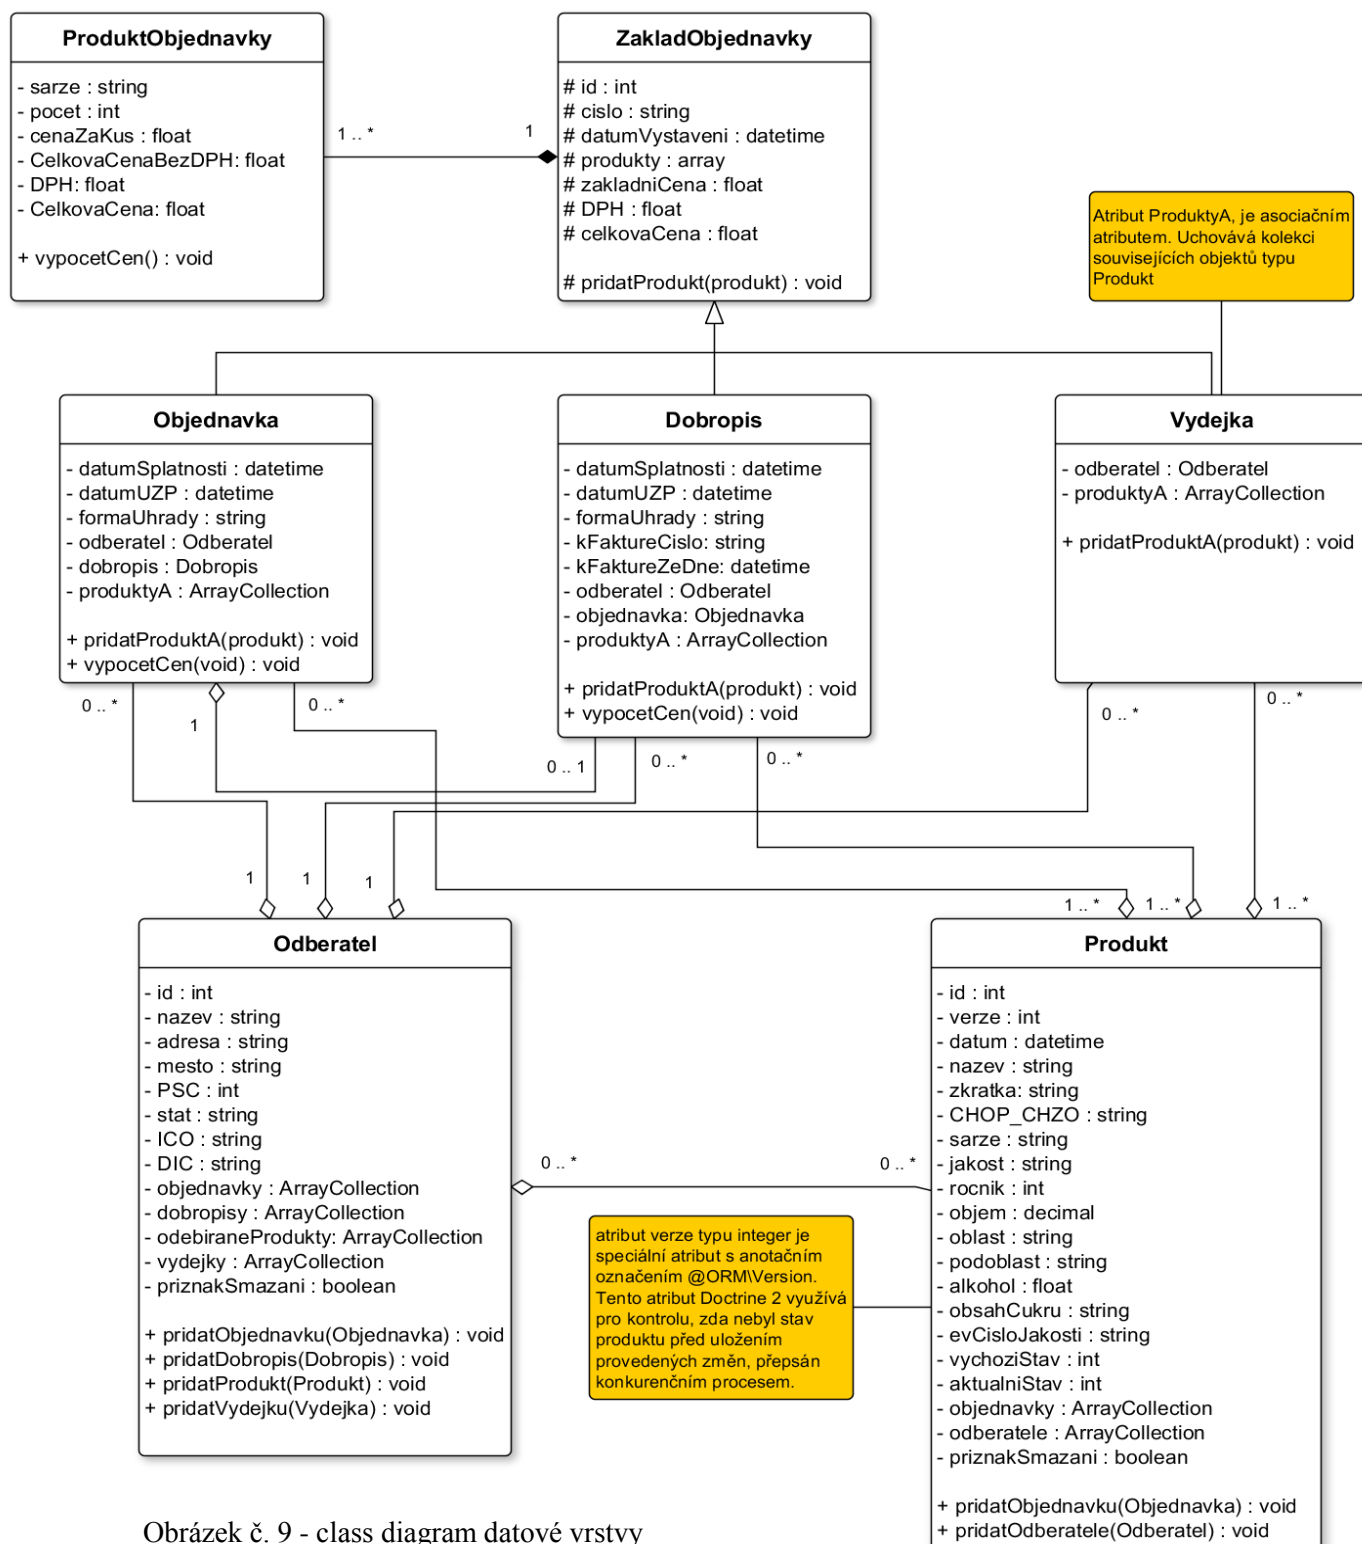 ProduktObjednavky
- sarze : string
- pocet : int
- cenaZaKus : float
- CelkovaCenaBezDPH: float
- DPH: float
- CelkovaCena: float
+ vypocetCen() : void
1 .. *
1
ZakladObjednavky
# id : int
# cislo : string
# datumVystaveni : datetime
# produkty : array
# zakladniCena : float
# DPH : float
# celkovaCena : float
# pridatProdukt(produkt) : void
Atribut ProduktyA, je asociačním
atributem. Uchovává kolekci
souvisejících objektů typu
Produkt
Objednavka
- datumSplatnosti : datetime
- datumUZP : datetime
- formaUhrady : string
- odberatel : Odberatel
- dobropis : Dobropis
- produktyA : ArrayCollection
+ pridatProduktA(produkt) : void
+ vypocetCen(void) : void
Dobropis
- datumSplatnosti : datetime
- datumUZP : datetime
- formaUhrady : string
- kFaktureCislo: string
- kFaktureZeDne: datetime
- odberatel : Odberatel
- objednavka: Objednavka
- produktyA : ArrayCollection
+ pridatProduktA(produkt) : void
+ vypocetCen(void) : void
Vydejka
- odberatel : Odberatel
- produktyA : ArrayCollection
+ pridatProduktA(produkt) : void
0 .. *
1
0 .. *
0 .. 1
0 .. *
0 .. *
0 .. *
0 .. *
1
1
1
1 .. *
1 .. *
1 .. *
Odberatel
- id : int
- nazev : string
- adresa : string
- mesto : string
- PSC : int
- stat : string
- ICO : string
- DIC : string
- objednavky : ArrayCollection
- dobropisy : ArrayCollection
- odebiraneProdukty: ArrayCollection
- vydejky : ArrayCollection
- priznakSmazani : boolean
+ pridatObjednavku(Objednavka) : void
+ pridatDobropis(Dobropis) : void
+ pridatProdukt(Produkt) : void
+ pridatVydejku(Vydejka) : void
0 .. *
0 .. *
atribut verze typu integer je
speciální atribut s anotačním
označením @ORM\Version.
Tento atribut Doctrine 2 využívá
pro kontrolu, zda nebyl stav
produktu před uložením
provedených změn, přepsán
konkurenčním procesem.
Produkt
- id : int
- verze : int
- datum : datetime
- nazev : string
- zkratka: string
- CHOP_CHZO : string
- sarze : string
- jakost : string
- rocnik : int
- objem : decimal
- oblast : string
- podoblast : string
- alkohol : float
- obsahCukru : string
- evCisloJakosti : string
- vychoziStav : int
- aktualniStav : int
- objednavky : ArrayCollection
- odberatele : ArrayCollection
- priznakSmazani : boolean
+ pridatObjednavku(Objednavka) : void
+ pridatOdberatele(Odberatel) : void
Obrázek č. 9 - class diagram datové vrstvy